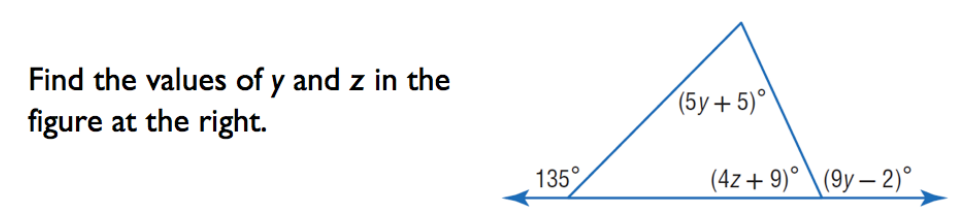 Find the values of y and z in the
figure at the right.
(5y + 5)°
135°
(4z + 9)°
(9y – 2)°